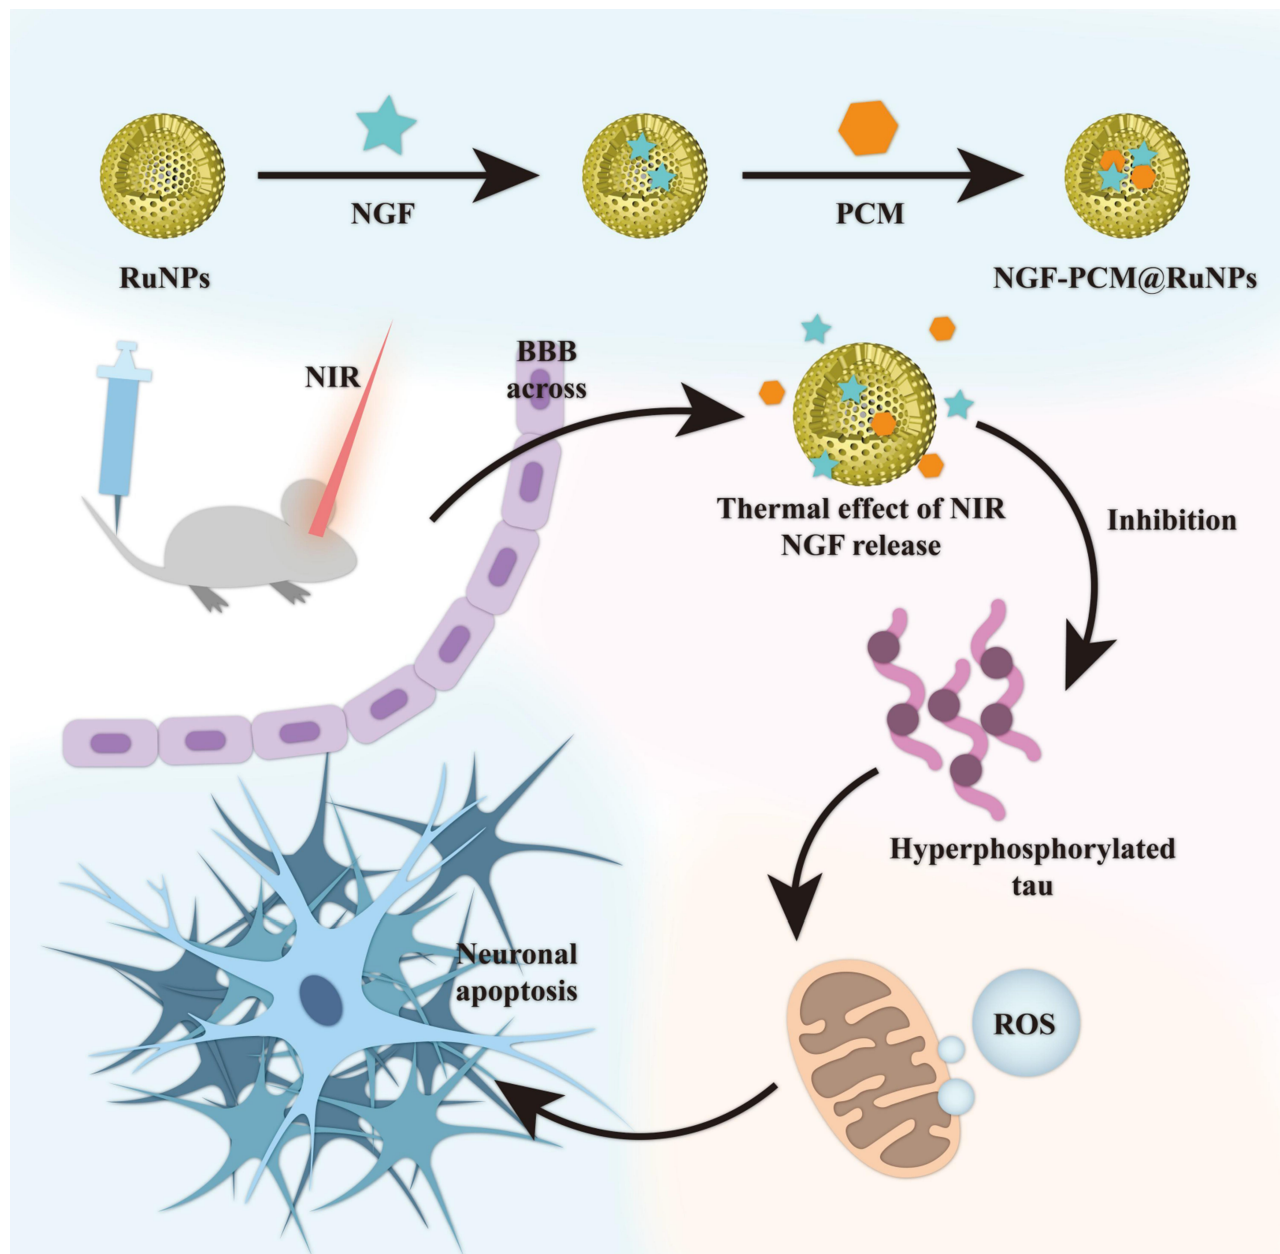 NGF
PCM
RuNPs
NGF-PCM@RuNPs
NIR
BBB
across
Thermal effect of NIR
NGF release
Inhibition
Hyperphosphorylated
tau
Neuronal
apoptosis
ROS